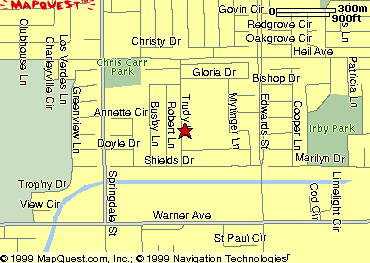 MAPQUEST
300m
900ft
Govin Cir
Redgrove Cir
Oakgrove Cir
Christy Dr
Heil Ave
Clubhouse Ln
Charleyville Cir
Los Verdes Ln
Greenview Ln
Chris Carr
Park
Gloria Dr
Bishop Dr
Patricia Ln
Annette Cir
Busby Ln
Robert Ln
Trudy
Mytinger Ln
Edwards St
Cooper Ln
Irby Park
Doyle Dr
Shields Dr
Marilyn Dr
Trophy Dr
View Cir
Springdale St
Warner Ave
Cod Cir
Limelight Cir
St Paul Cir
© 1999 MapQuest.com, Inc.; © 1999 Navigation Technologies